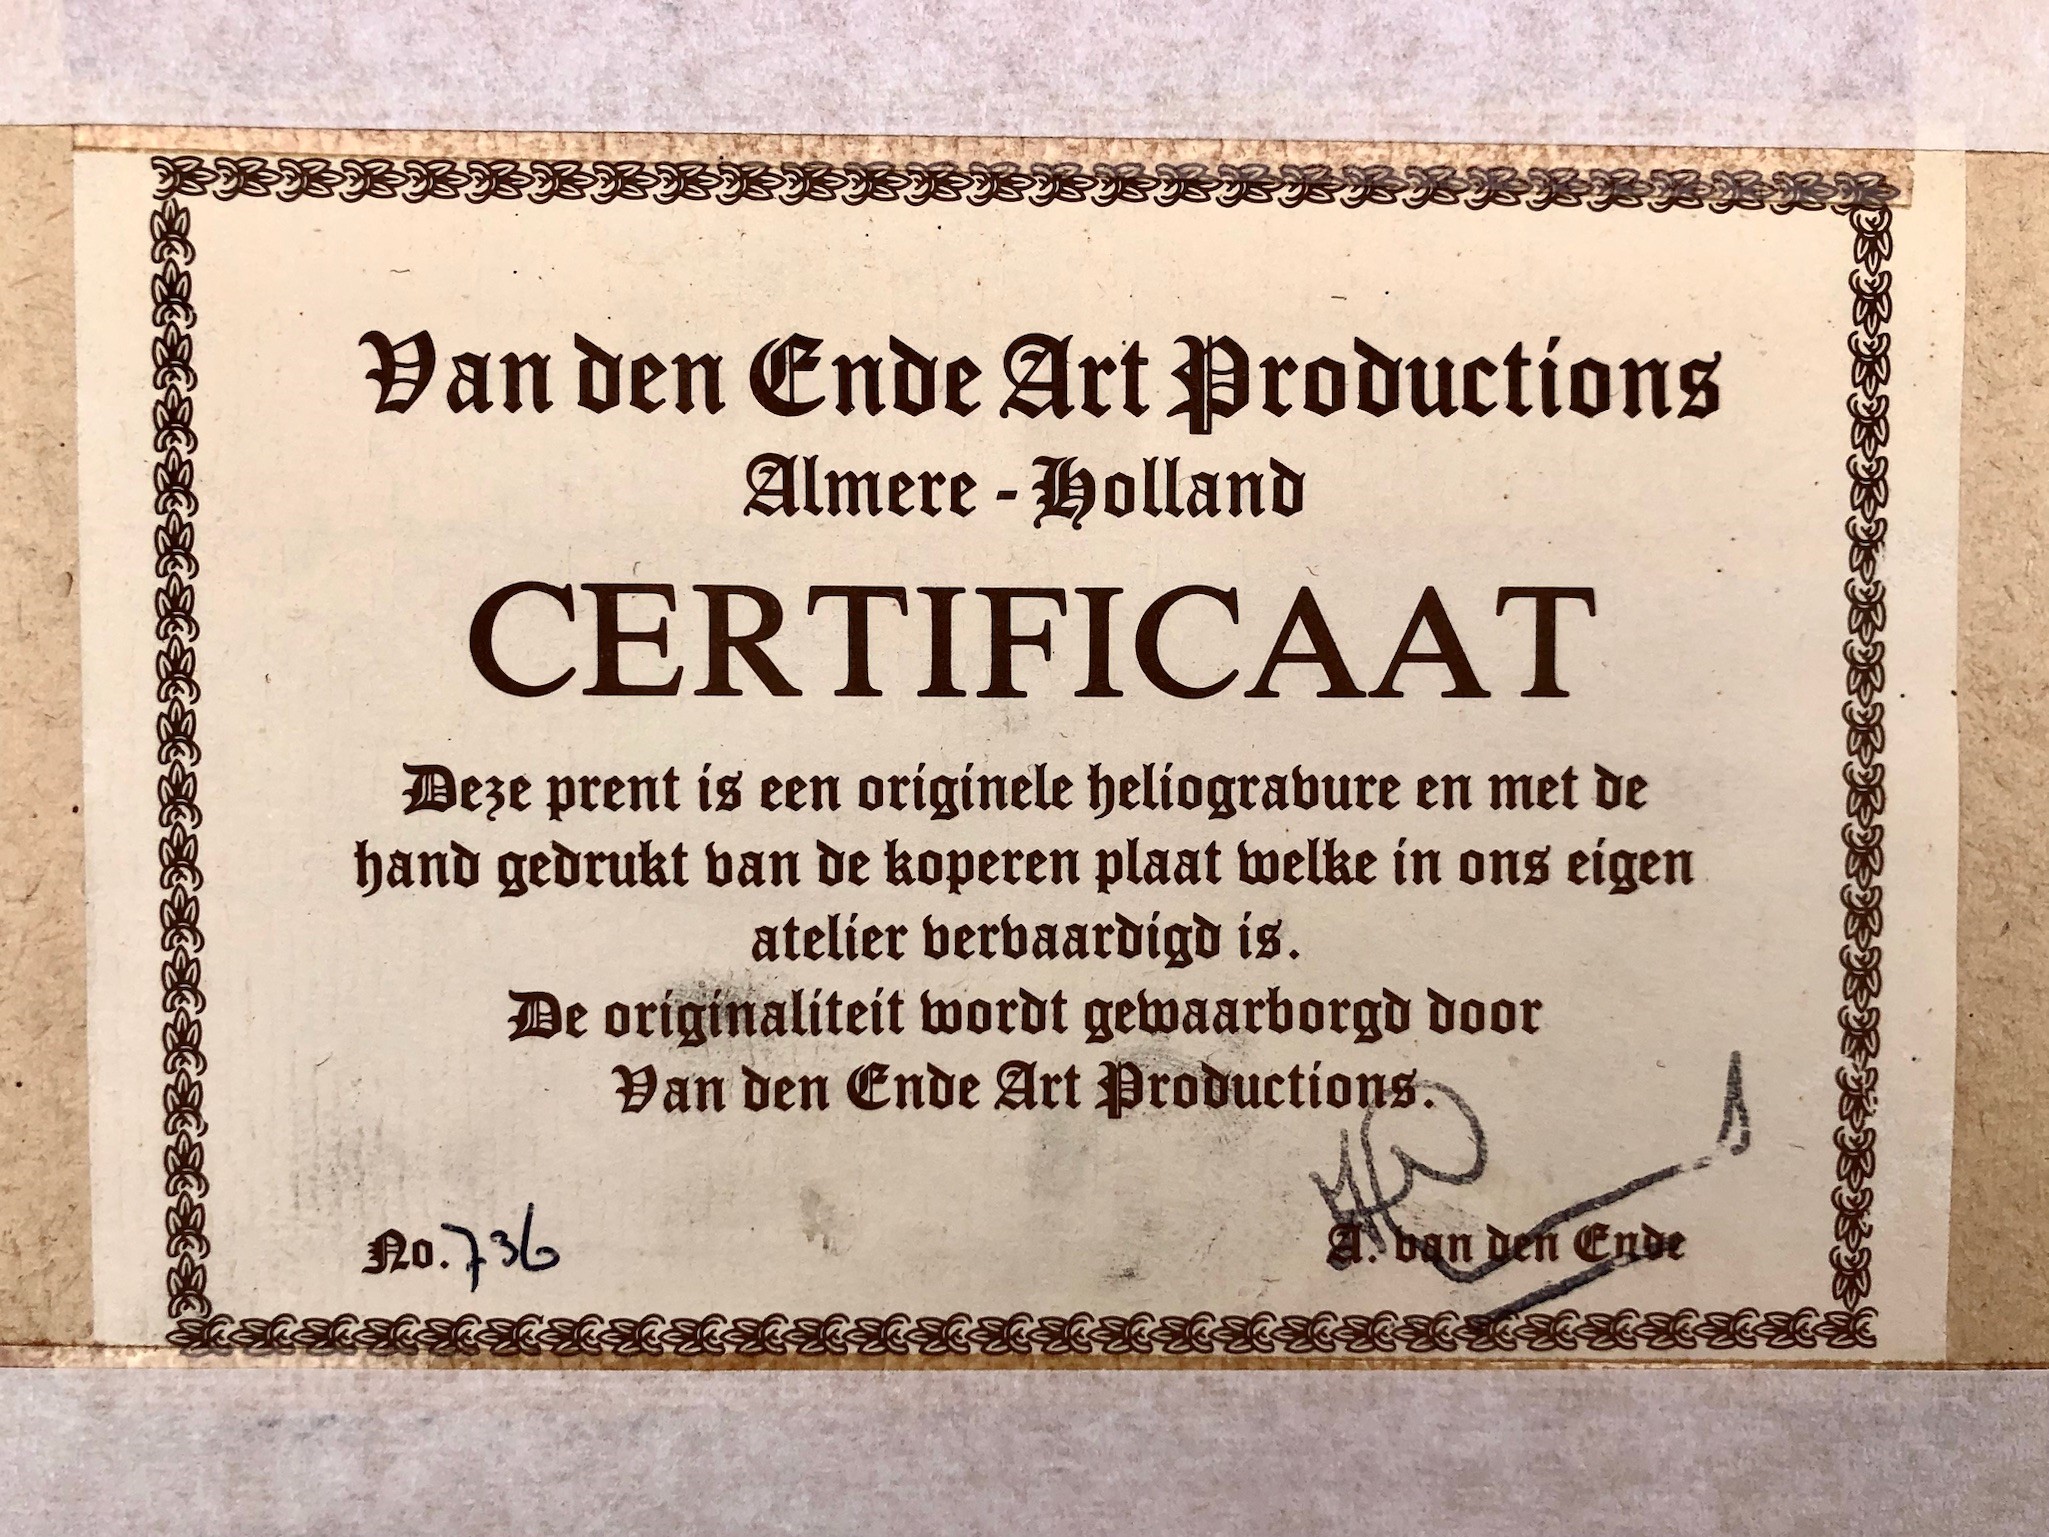 Van den Ende Art Productions
Almere - Holland
CERTIFICAAT
Deze prent is een originele heliogravure en met de
hand gedrukt van de koperen plaat welke in ons eigen
atelier vervaardigd is.
De originaliteit wordt gewaarborgd door
Van den Ende Art Productions.
No. 736
A. van den Ende